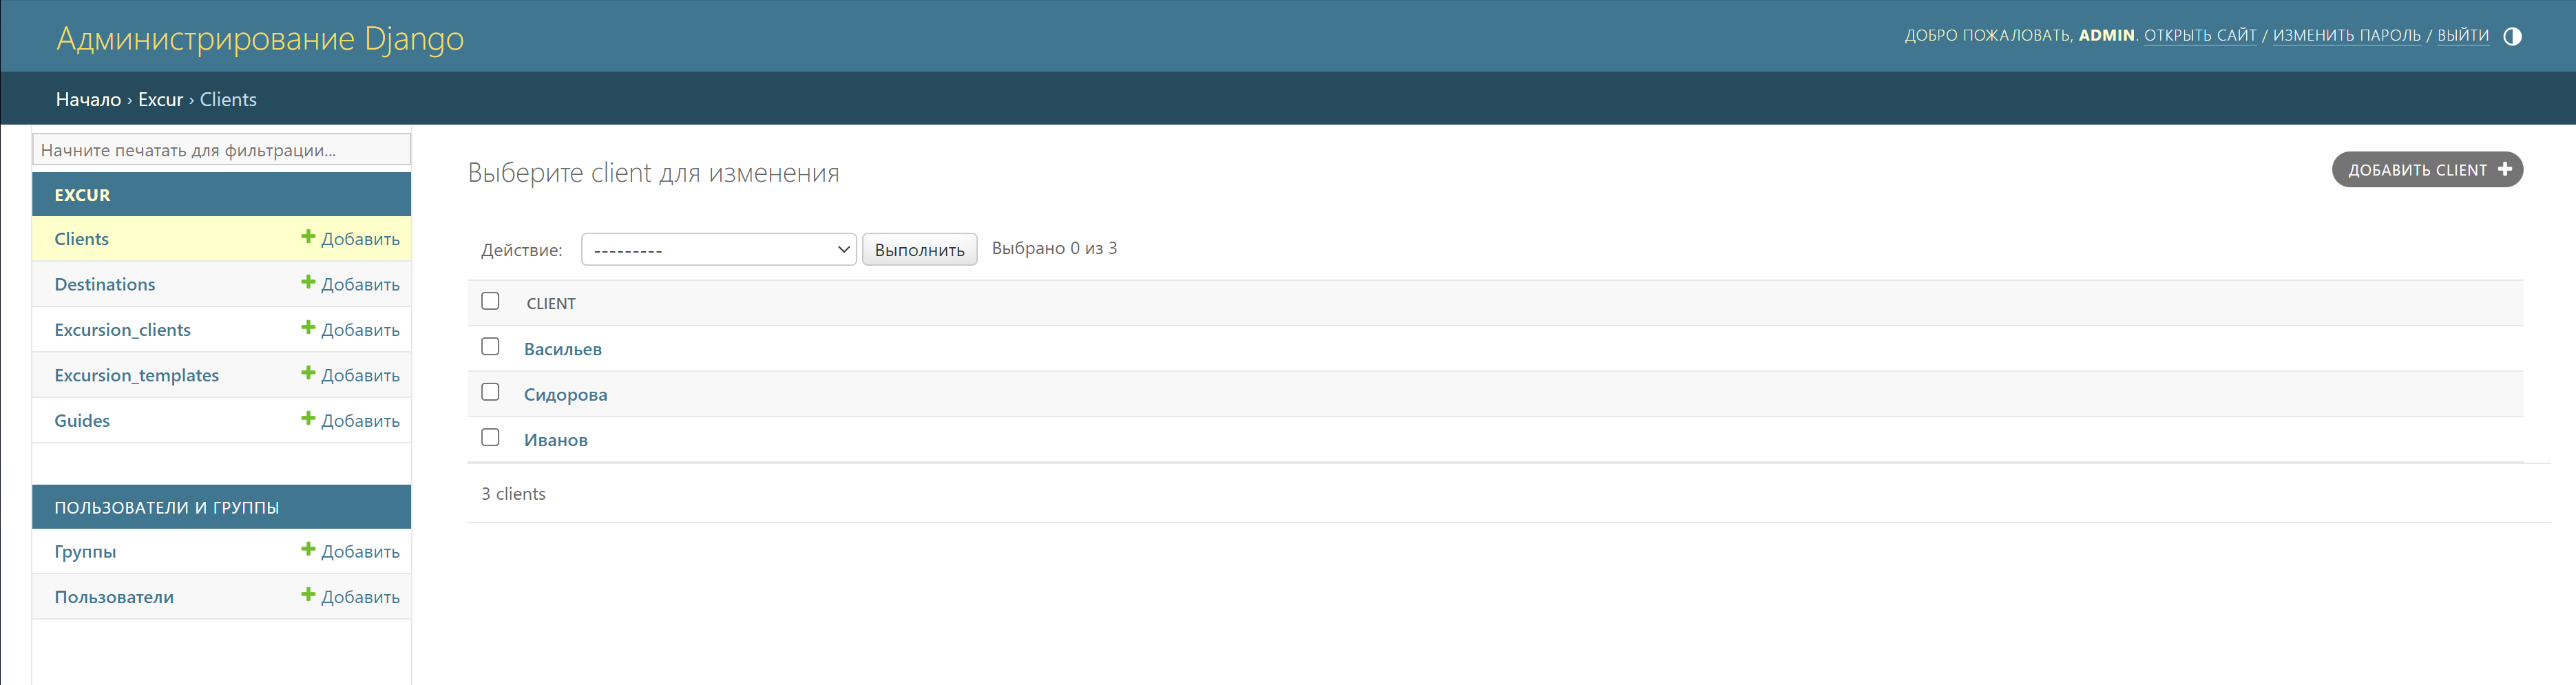 Администрирование Django
ДОБРО ПОЖАЛОВАТЬ, ADMIN. ОТКРЫТЬ САЙТ / ИЗМЕНИТЬ ПАРОЛЬ / ВЫЙТИ
Начало › Excur › Clients
Начните печатать для фильтрации...
EXCUR
Clients Добавить
Destinations Добавить
Excursion_clients Добавить
Excursion_templates Добавить
Guides Добавить
ПОЛЬЗОВАТЕЛИ И ГРУППЫ
Группы Добавить
Пользователи Добавить
Выберите client для изменения
ДОБАВИТЬ CLIENT
Действие: --------- Выполнить Выбрано 0 из 3
CLIENT
Васильев
Сидорова
Иванов
3 clients